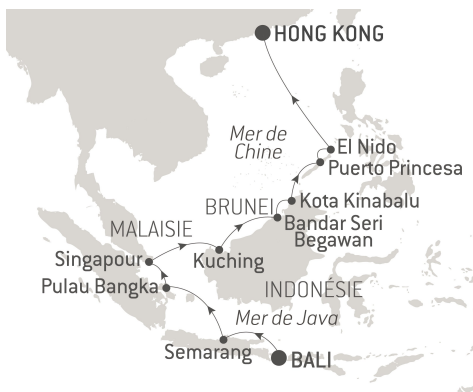 HONG KONG
Mer de
Chine
El Nido
Puerto Princesa
Kota Kinabalu
BRUNEI
Bandar Seri
Begawan
MALAISIE
Singapour
Kuching
Pulau Bangka
INDONÉSIE
Mer de Java
Semarang
BALI